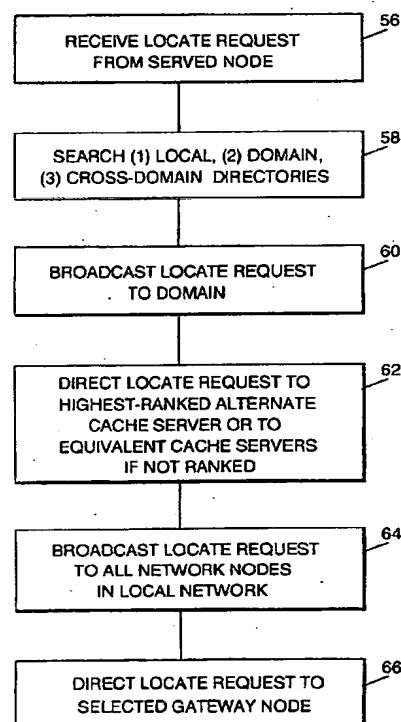 56
RECEIVE LOCATE REQUEST
FROM SERVED NODE
58
SEARCH (1) LOCAL, (2) DOMAIN,
(3) CROSS-DOMAIN DIRECTORIES
60
BROADCAST LOCATE REQUEST
TO DOMAIN
62
DIRECT LOCATE REQUEST TO
HIGHEST-RANKED ALTERNATE
CACHE SERVER OR TO
EQUIVALENT CACHE SERVERS
IF NOT RANKED
64
BROADCAST LOCATE REQUEST
TO ALL NETWORK NODES
IN LOCAL NETWORK
66
DIRECT LOCATE REQUEST TO
SELECTED GATEWAY NODE